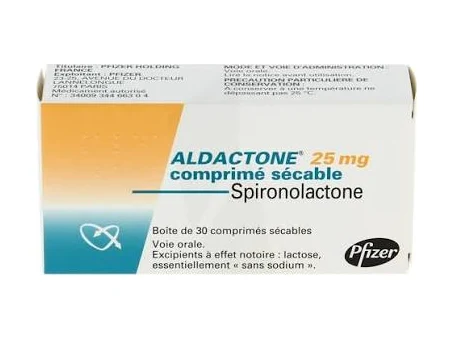 Titulaire : PFIZER HOLDING
FRANCE
Exploitant : PFIZER,
23-25, AVENUE DU DOCTEUR
LANNELONGUE
75014 PARIS
Médicament autorisé
N° : 34009 344 663 0 4
MODE ET VOIE D'ADMINISTRATION :
Voie orale.
Lire la notice avant utilisation.
PRÉCAUTION PARTICULIÈRE DE
CONSERVATION :
A conserver à une température ne
dépassant pas 25 °C.
ALDACTONE® 25 mg
comprimé sécable
Spironolactone
Boîte de 30 comprimés sécables
Voie orale.
Excipients à effet notoire : lactose,
essentiellement « sans sodium ».
Pfizer